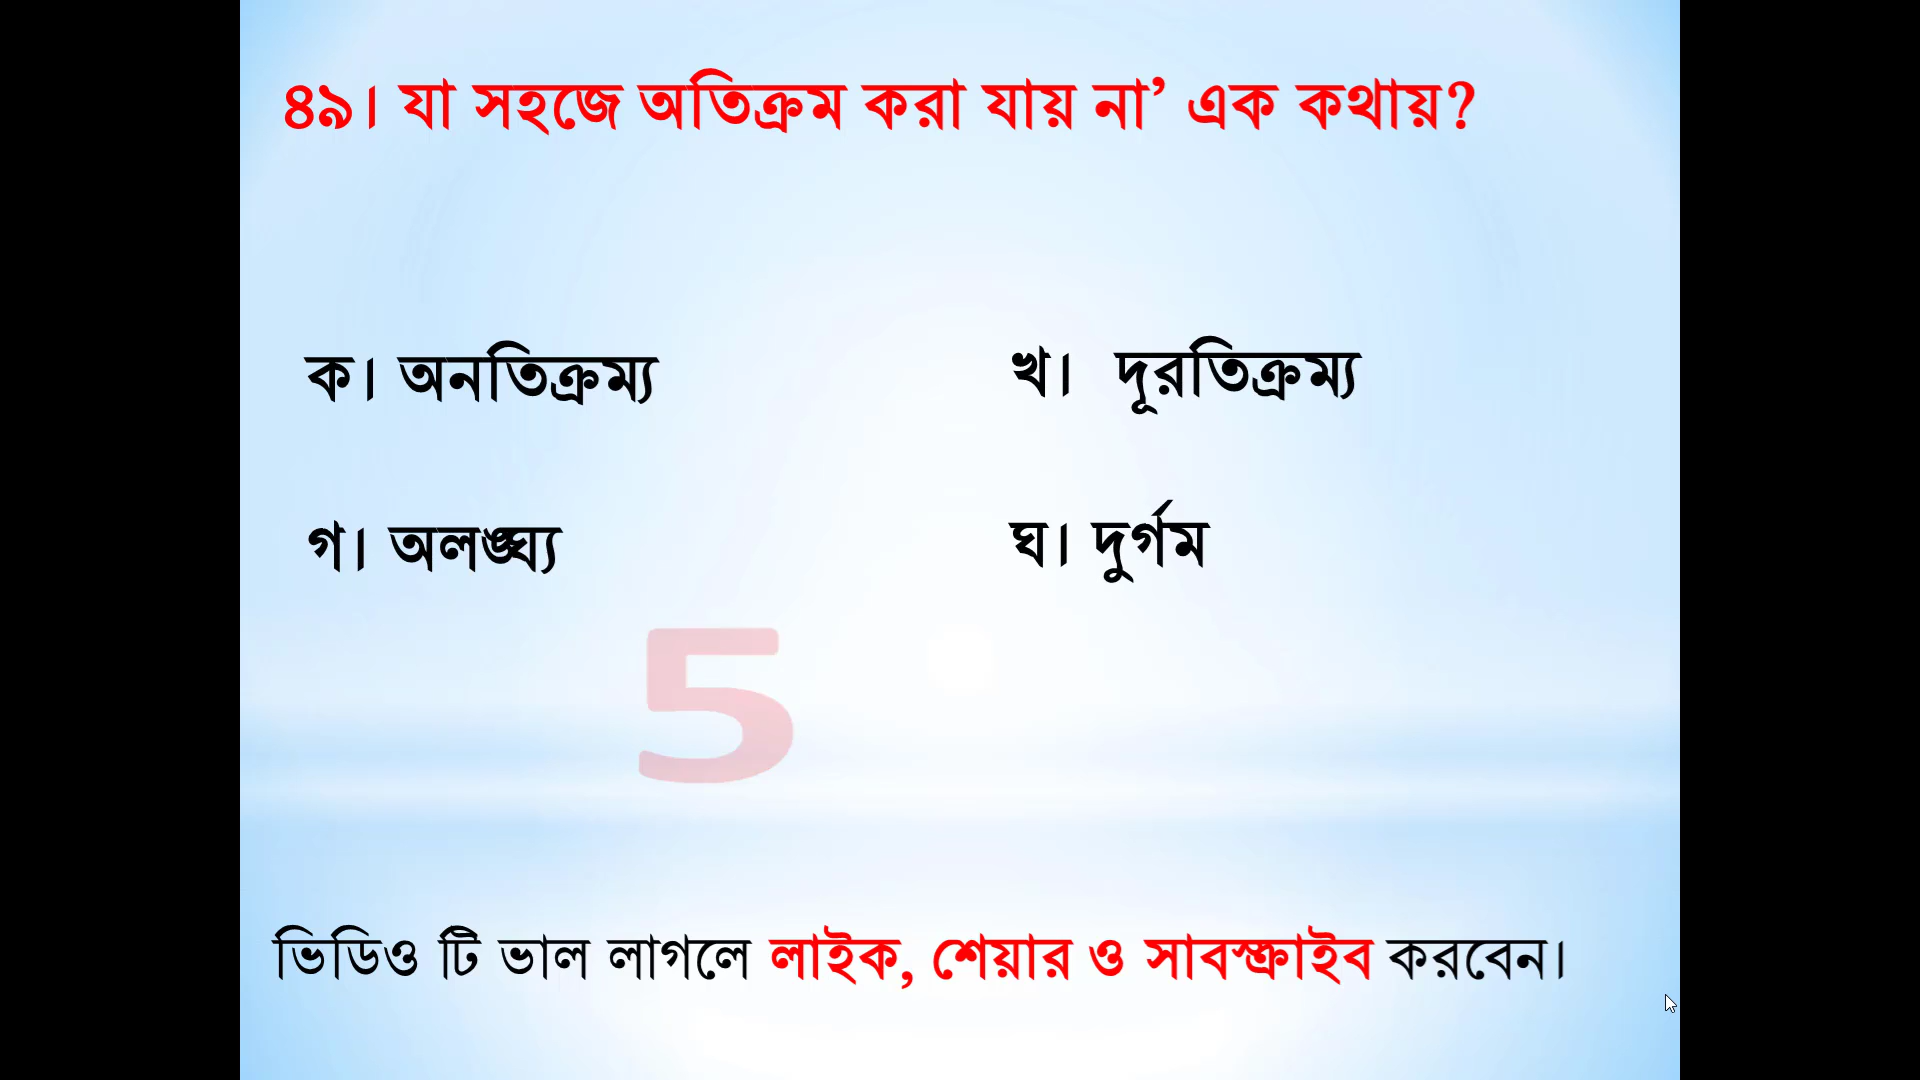 ৪৯। যা সহজে অতিক্রম করা যায় না’ এক কথায়?
ক। অনতিক্রম্য
খ। দূরতিক্রম্য
গ। অলঙ্ঘ্য
ঘ। দুর্গম
5
ভিডিও টি ভাল লাগলে লাইক, শেয়ার ও সাবস্ক্রাইব করবেন।